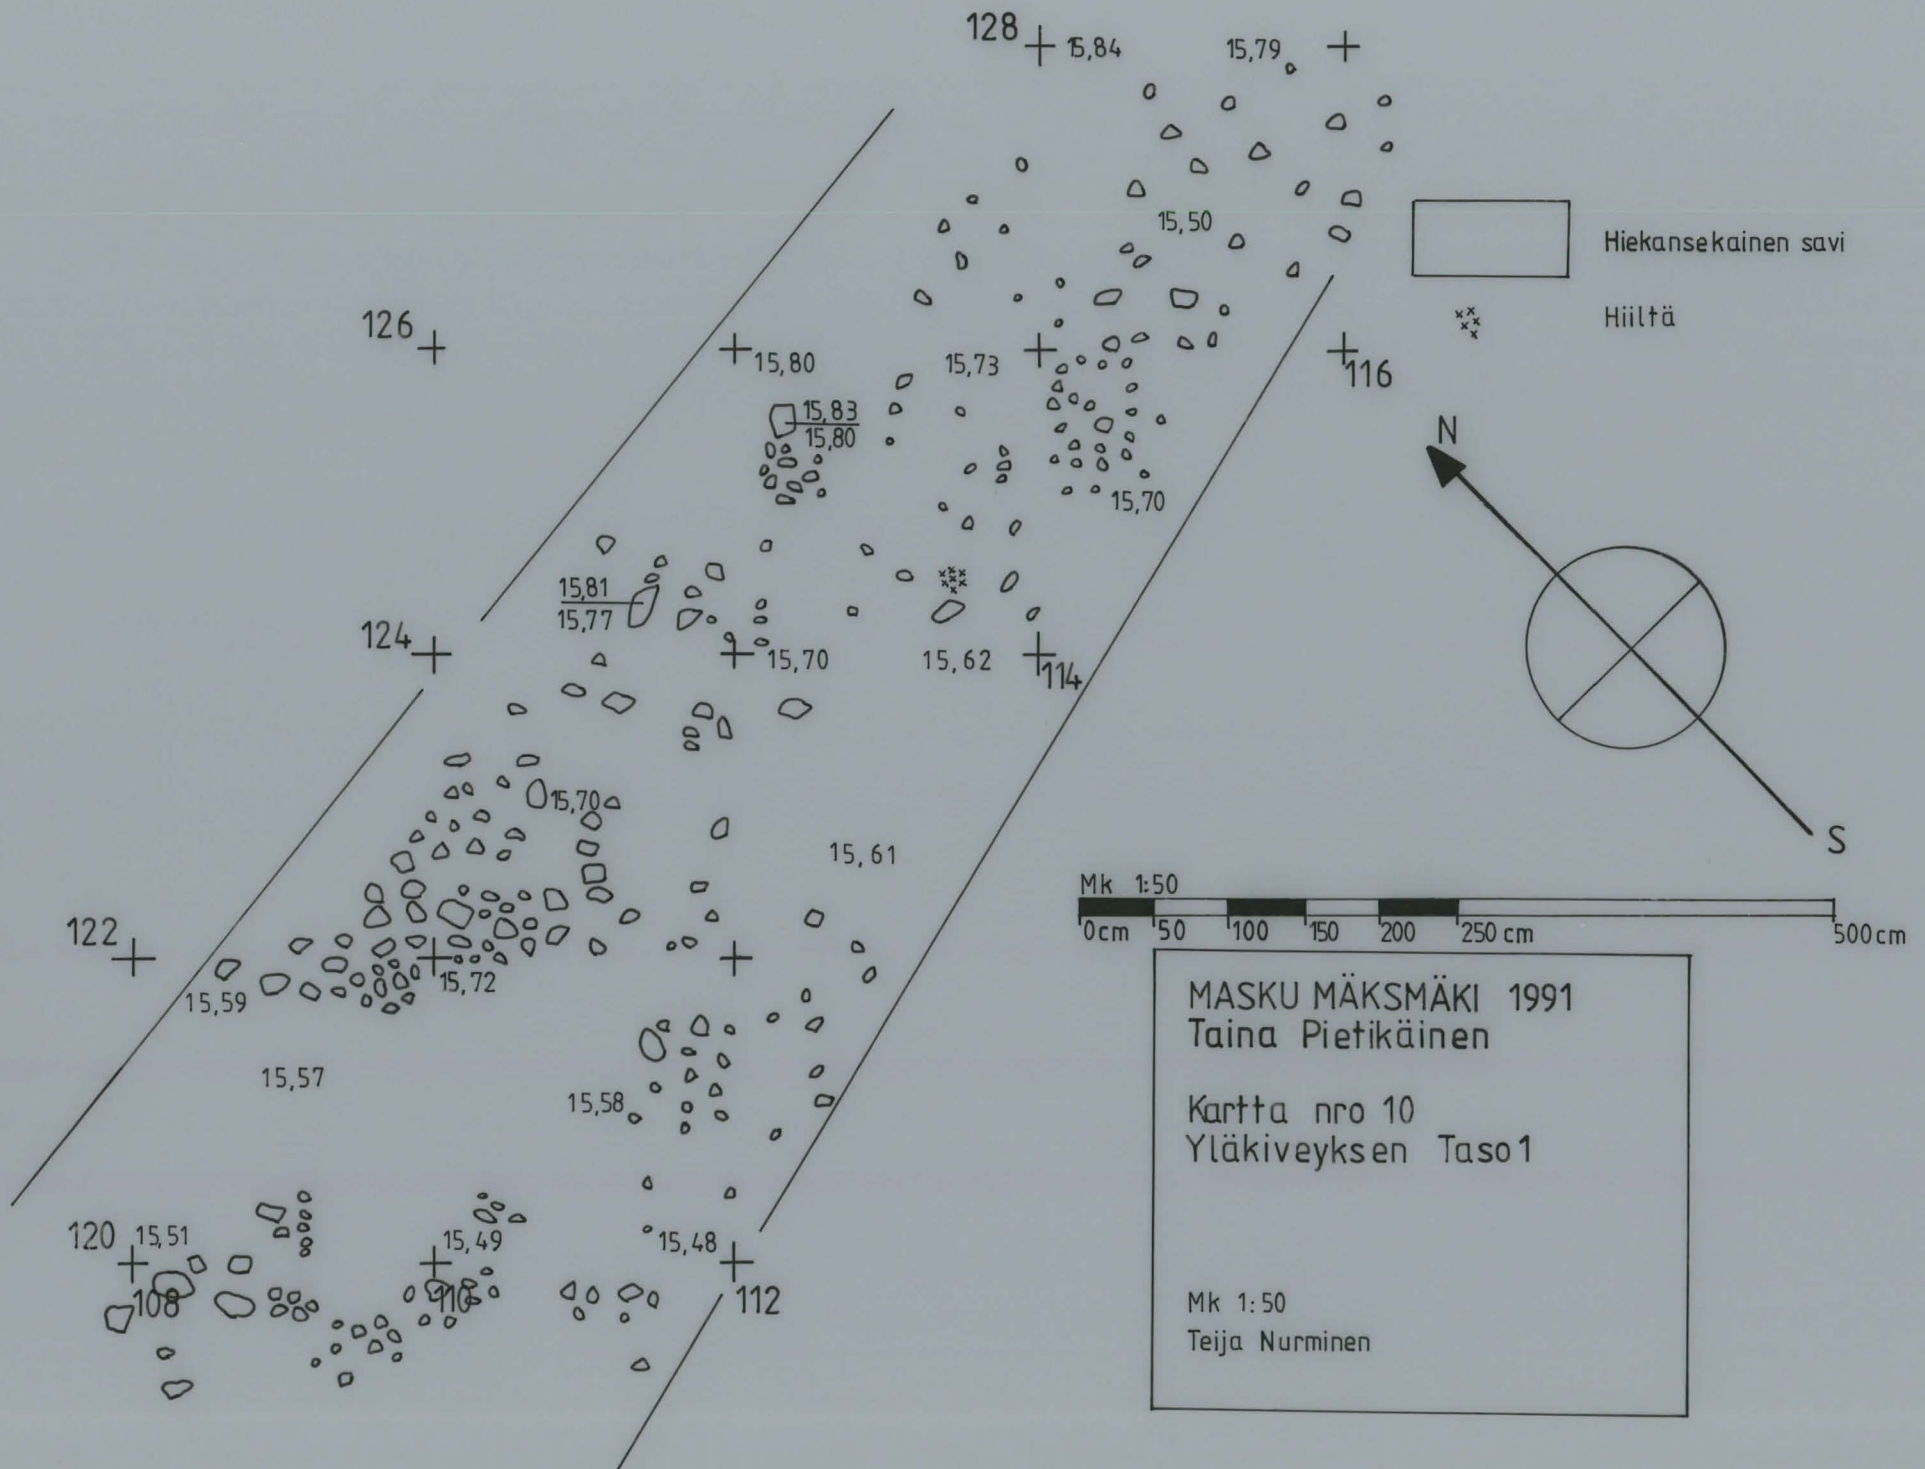 128 15,84 15,79
15,50
Hiekansekainen savi
Hiiltä
126
15,80
15,73
116
15,83
15,80
N
15,70
15,81
15,77
124
15,70
15,62
114
15,70
15,61
S
Mk 1:50
0cm 50 100 150 200 250 cm 500cm
122
15,72
15,59
15,57
15,58
MASKU MÄKSMÄKI 1991
Taina Pietikäinen
Kartta nro 10
Yläkiveyksen Taso 1
Mk 1:50
Teija Nurminen
120 15,51
15,49
15,48
108
110
112